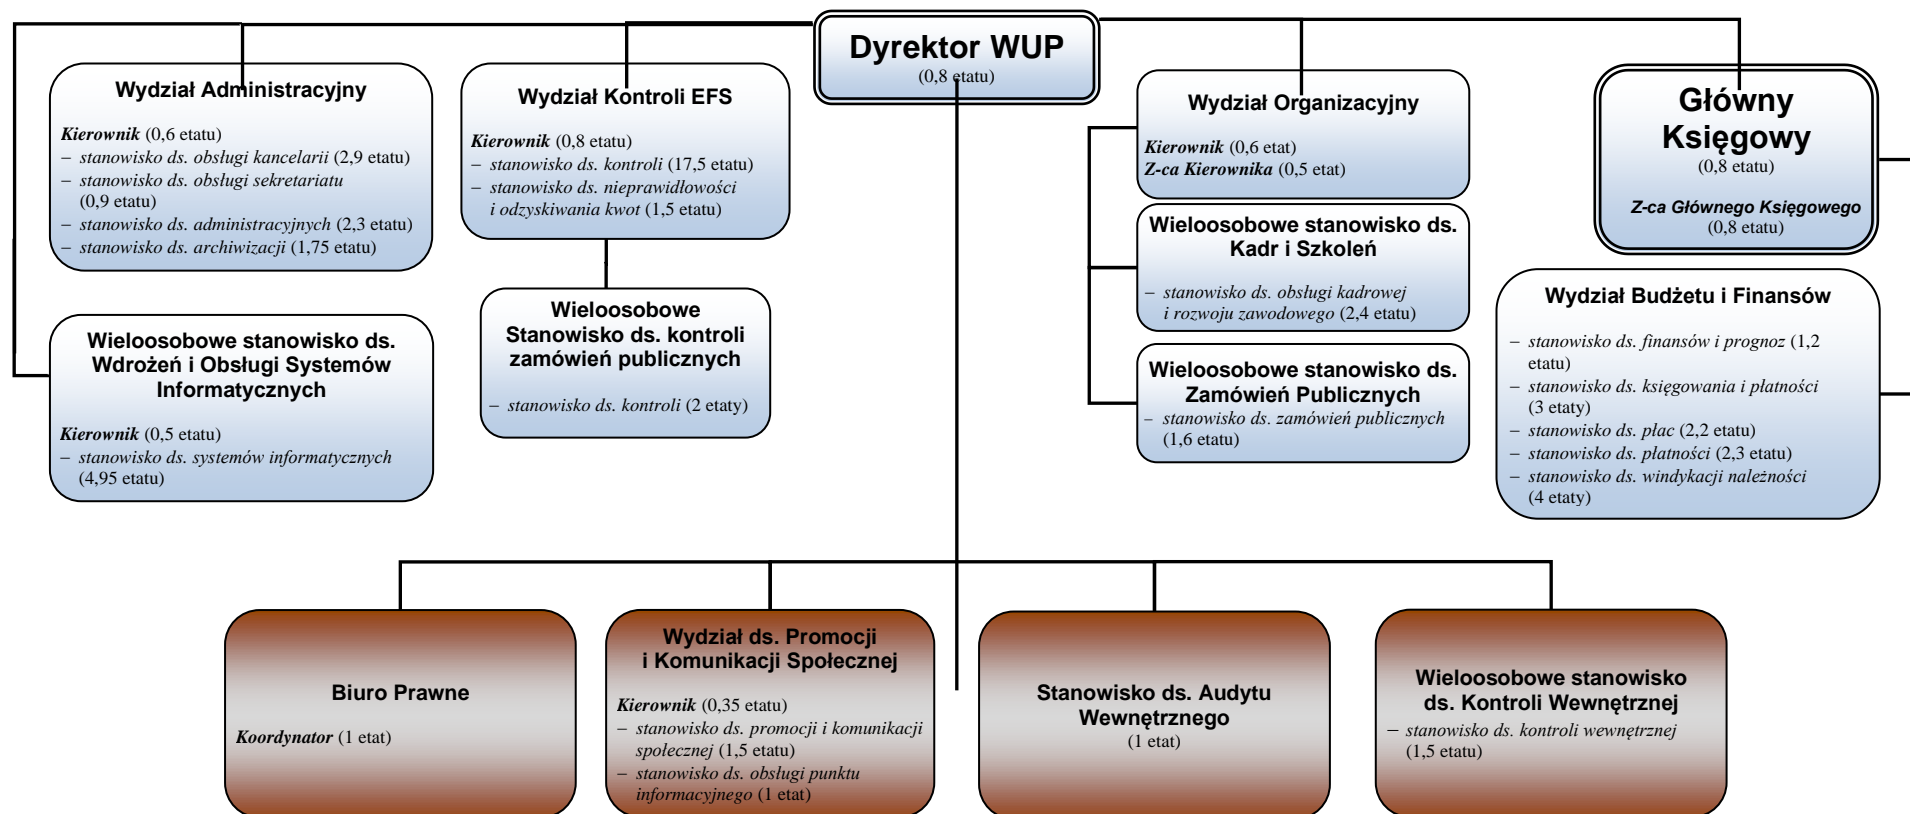 Dyrektor WUP
(0,8 etatu)
Wydział Administracyjny
Kierownik (0,6 etatu)
– stanowisko ds. obsługi kancelarii (2,9 etatu)
– stanowisko ds. obsługi sekretariatu
(0,9 etatu)
– stanowisko ds. administracyjnych (2,3 etatu)
– stanowisko ds. archiwizacji (1,75 etatu)
Wydział Kontroli EFS
Kierownik (0,8 etatu)
– stanowisko ds. kontroli (17,5 etatu)
– stanowisko ds. nieprawidłowości
i odzyskiwania kwot (1,5 etatu)
Wydział Organizacyjny
Kierownik (0,6 etat)
Z-ca Kierownika (0,5 etat)
Główny
Księgowy
(0,8 etatu)
Z-ca Głównego Księgowego
(0,8 etatu)
Wieloosobowe stanowisko ds.
Wdrożeń i Obsługi Systemów
Informatycznych
Kierownik (0,5 etatu)
– stanowisko ds. systemów informatycznych
(4,95 etatu)
Wieloosobowe
Stanowisko ds. kontroli
zamówień publicznych
– stanowisko ds. kontroli (2 etaty)
Wieloosobowe stanowisko ds.
Kadr i Szkoleń
– stanowisko ds. obsługi kadrowej
i rozwoju zawodowego (2,4 etatu)
Wieloosobowe stanowisko ds.
Zamówień Publicznych
– stanowisko ds. zamówień publicznych
(1,6 etatu)
Wydział Budżetu i Finansów
– stanowisko ds. finansów i prognoz (1,2
etatu)
– stanowisko ds. księgowania i płatności
(3 etaty)
– stanowisko ds. płac (2,2 etatu)
– stanowisko ds. płatności (2,3 etatu)
– stanowisko ds. windykacji należności
(4 etaty)
Biuro Prawne
Koordynator (1 etat)
Wydział ds. Promocji
i Komunikacji Społecznej
Kierownik (0,35 etatu)
– stanowisko ds. promocji i komunikacji
społecznej (1,5 etatu)
– stanowisko ds. obsługi punktu
informacyjnego (1 etat)
Stanowisko ds. Audytu
Wewnętrznego
(1 etat)
Wieloosobowe stanowisko
ds. Kontroli Wewnętrznej
– stanowisko ds. kontroli wewnętrznej
(1,5 etatu)